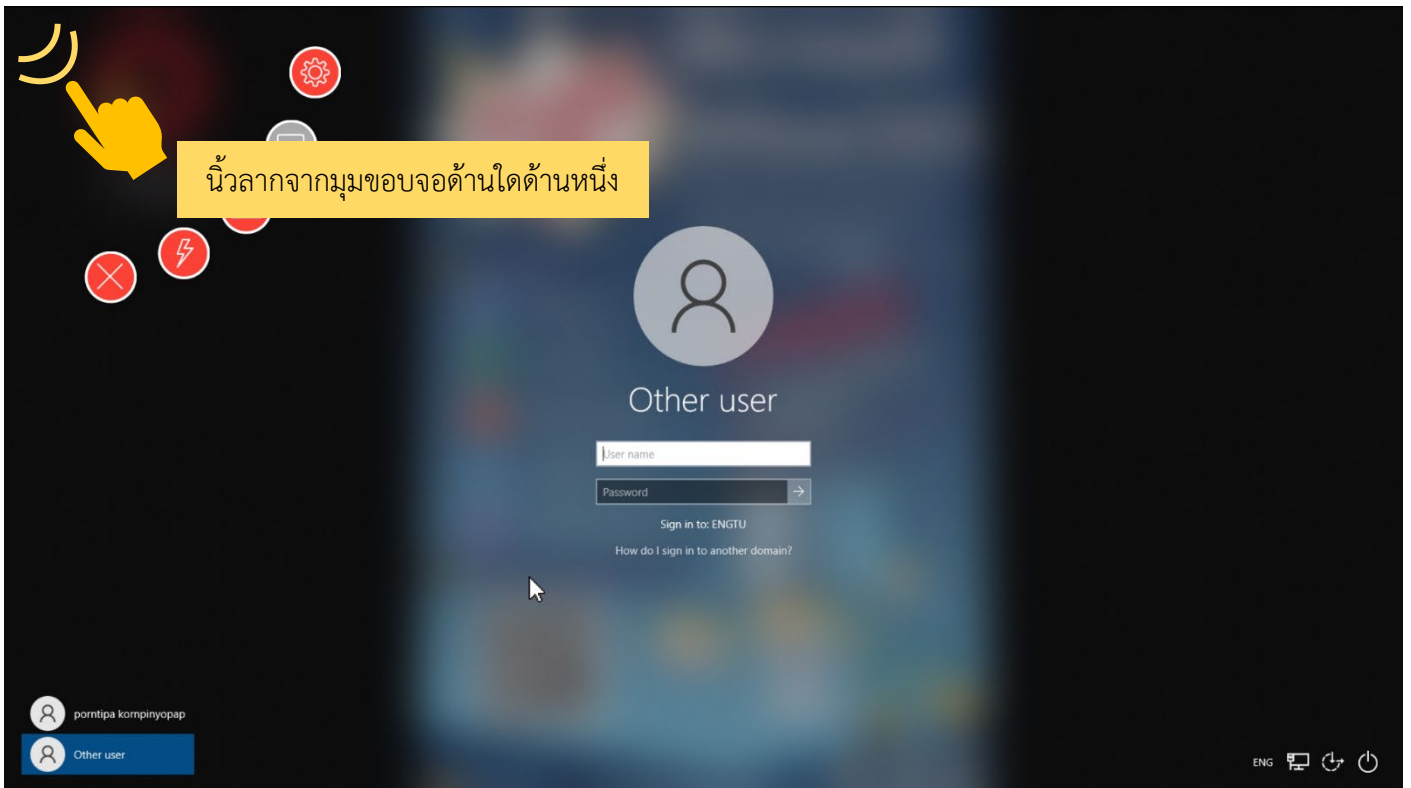 นิ้วลากจากมุมขอบจอด้านใดด้านหนึ่ง
Other user
User name
Password
Sign in to: ENGTU
How do I sign in to another domain?
porntipa kornpinyopap
Other user
ENG